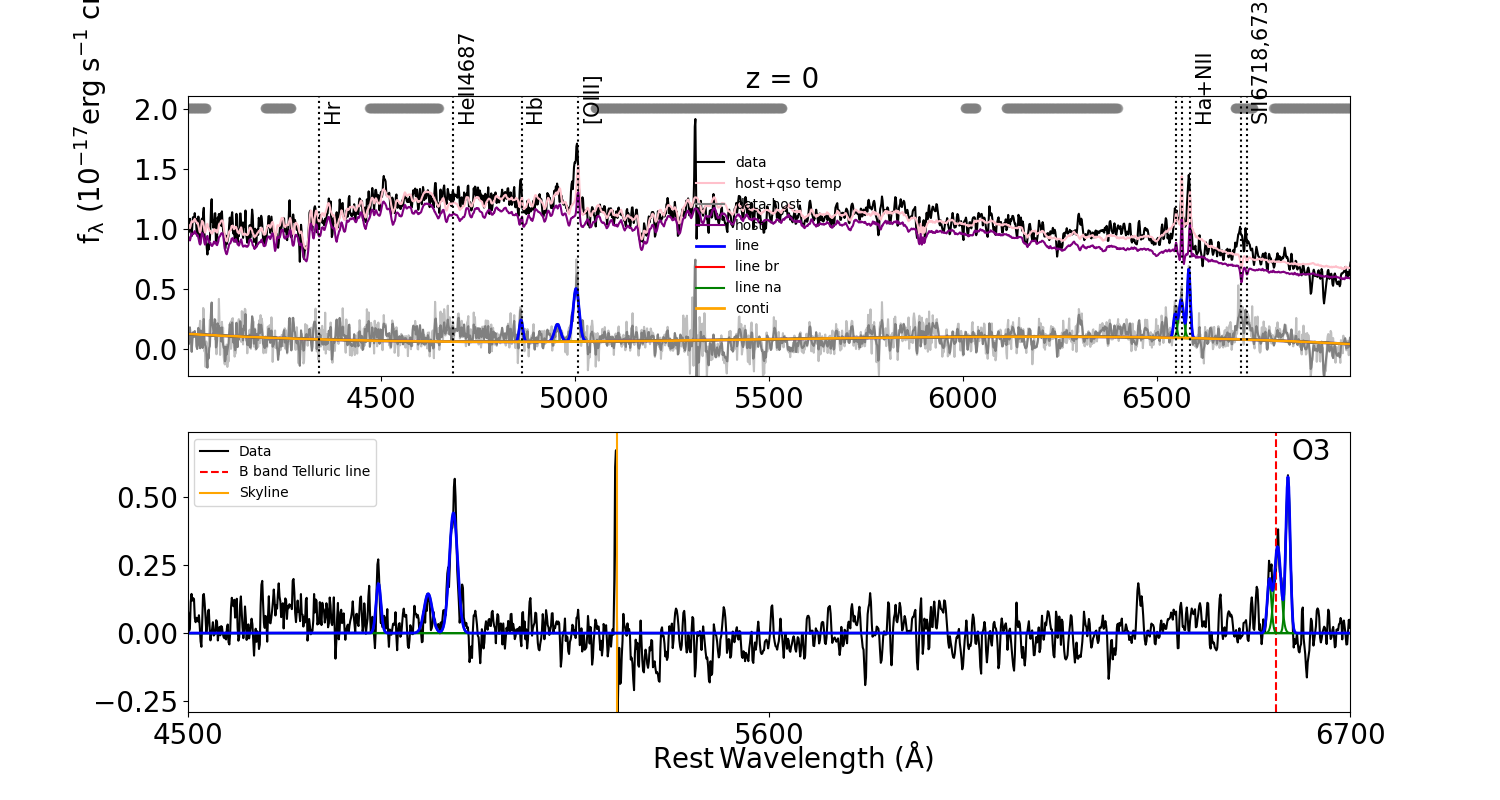 z = 0
f_λ (10^{−17}erg s^{−1} c
Hr
HeII4687
Hb
[OIII]
Ha+NII
SII6718,673
2.0
1.5
1.0
0.5
0.0
data
host+qso temp
data-host
host
line
line br
line na
conti
4500
5000
5500
6000
6500
Data
B band Telluric line
Skyline
O3
0.50
0.25
0.00
−0.25
4500
5600
6700
Rest Wavelength (Å)